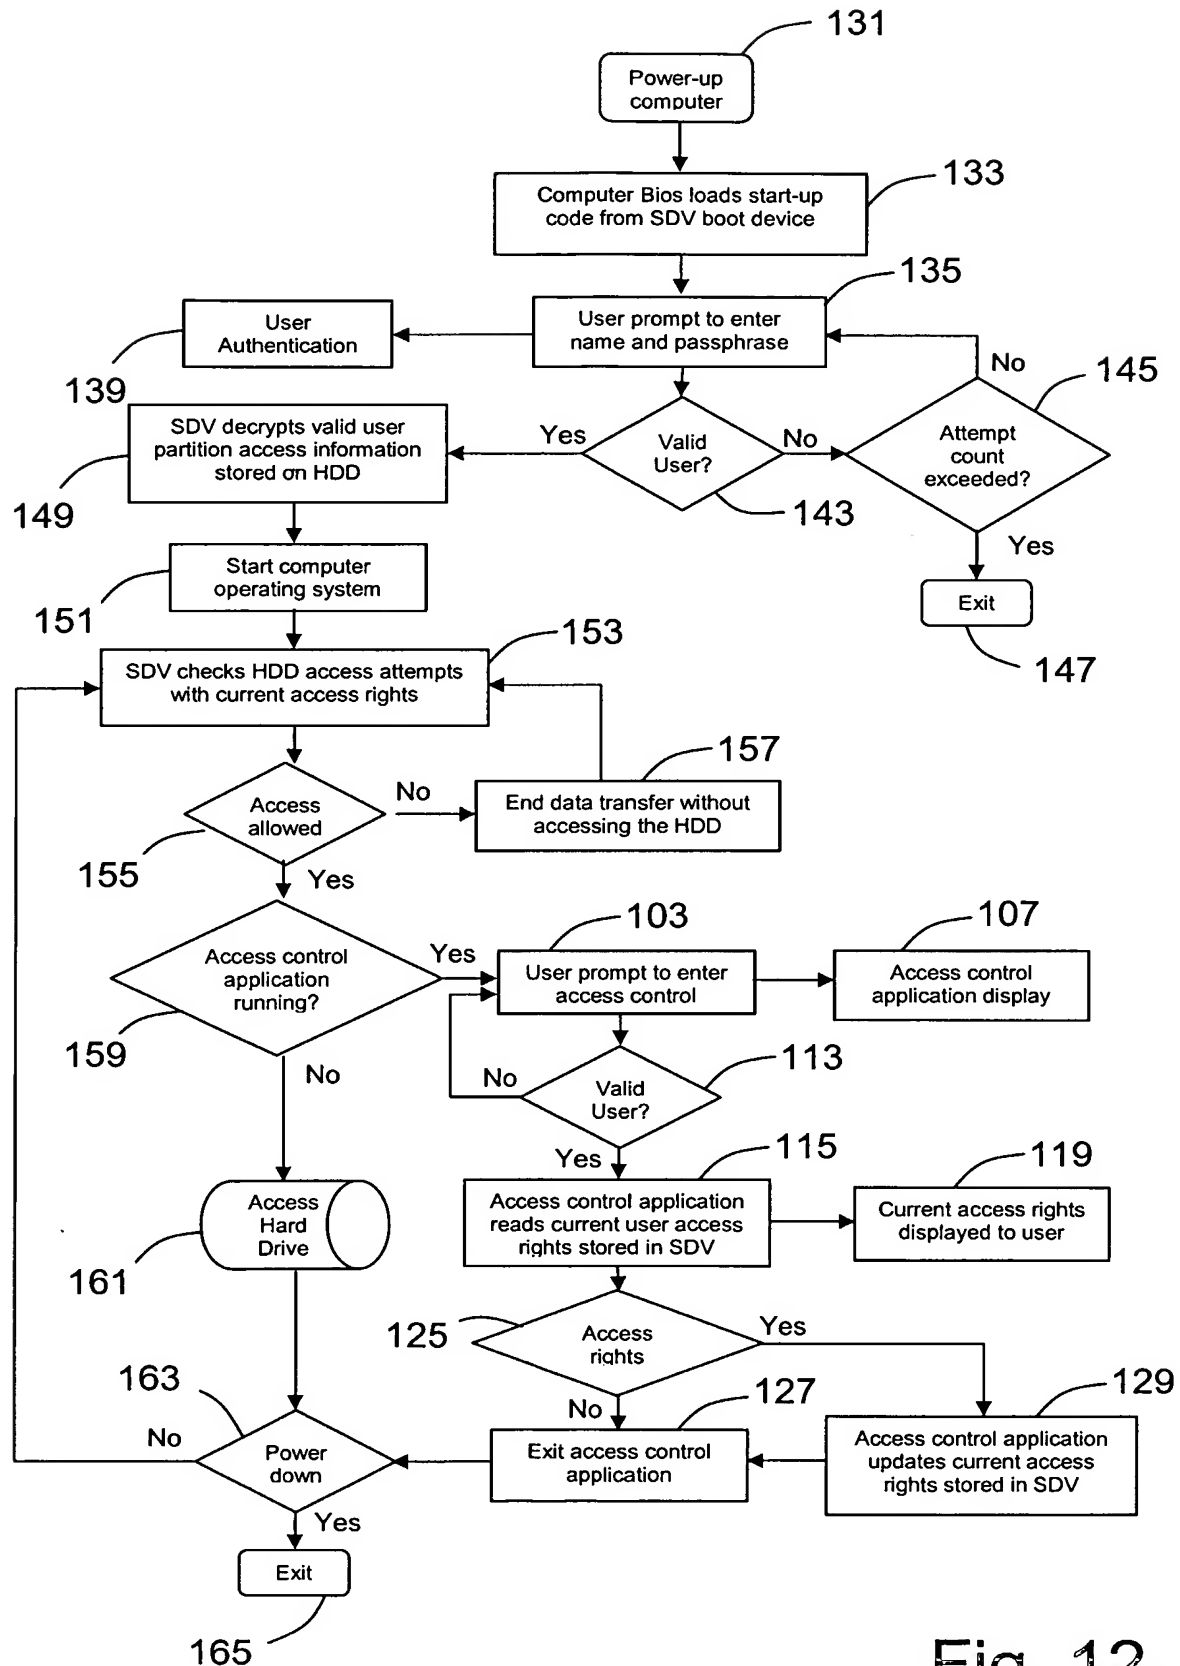 131
Power-up
computer
133
Computer Bios loads start-up
code from SDV boot device
135
User prompt to enter
name and passphrase
User
Authentication
139
No
145
Attempt
count
exceeded?
Valid
User?
Yes
No
143
SDV decrypts valid user
partition access information
stored on HDD
149
Yes
Exit
147
Start computer
operating system
151
153
SDV checks HDD access attempts
with current access rights
157
End data transfer without
accessing the HDD
Access
allowed
No
155
Yes
Access control
application
running?
159
Yes
No
103
User prompt to enter
access control
107
Access control
application display
113
Valid
User?
No
Yes
115
Access control application
reads current user access
rights stored in SDV
119
Current access rights
displayed to user
Access
Hard
Drive
161
125
Access
rights
Yes
No
127
Exit access control
application
129
Access control application
updates current access
rights stored in SDV
163
Power
down
No
Yes
Exit
165
Fig. 12